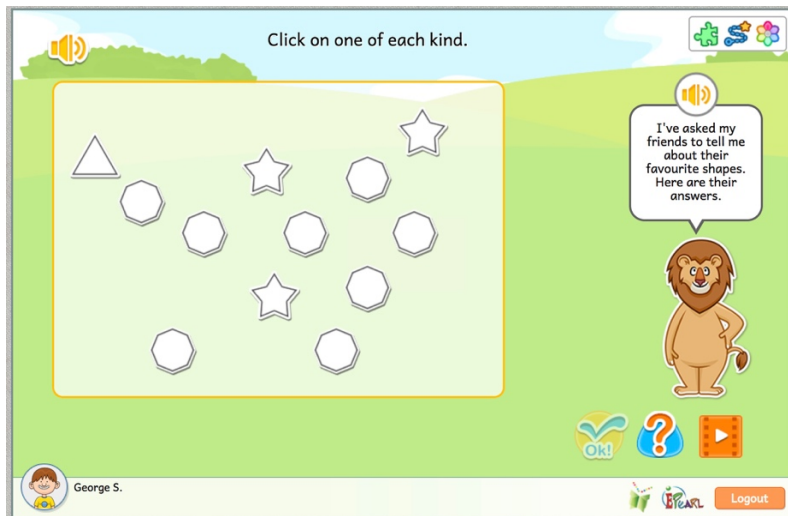 Click on one of each kind.
I've asked my
friends to tell me
about their
favourite shapes.
Here are their
answers.
Ok!
?
George S.
EPEARL
Logout